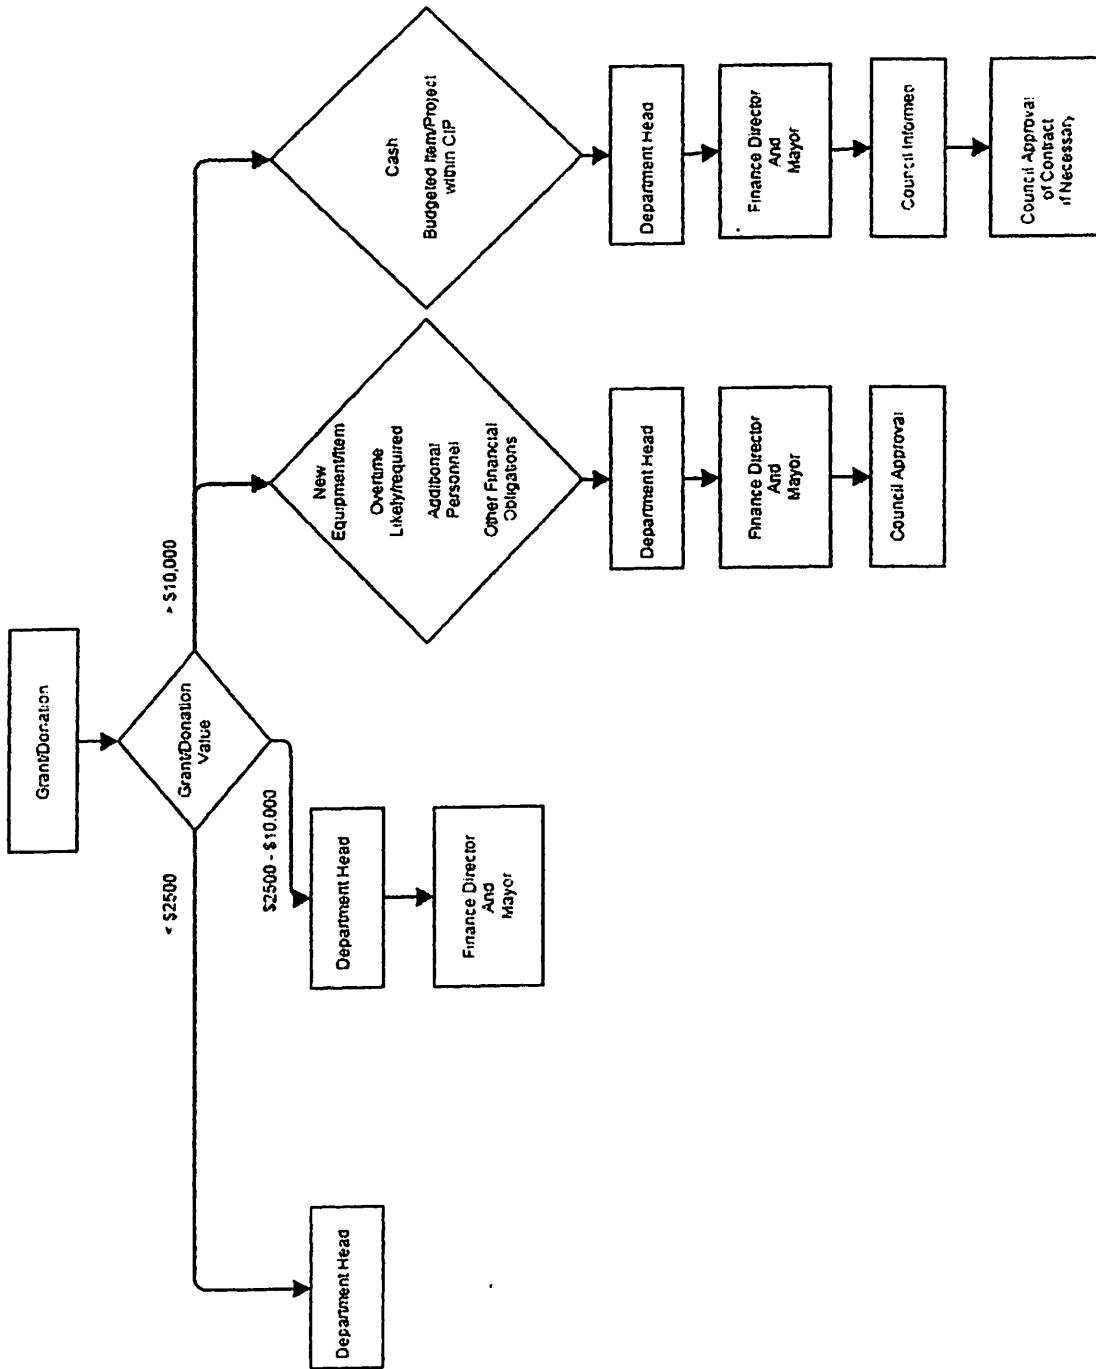 Grant/Donation
Grant/Donation
Value
< $2500
$2500 - $10.000
> $10,000
Department Head
Department Head
Finance Director
And
Mayor
New
Equipment/Item
Overtime
Likely/required
Additional
Personnel
Other Financial
Obligations
Department Head
Finance Director
And
Mayor
Council Approval
Cash
Budgeted Item/Project
within CIP
Department Head
Finance Director
And
Mayor
Council Informed
Council Approval
of Contract
if Necessary